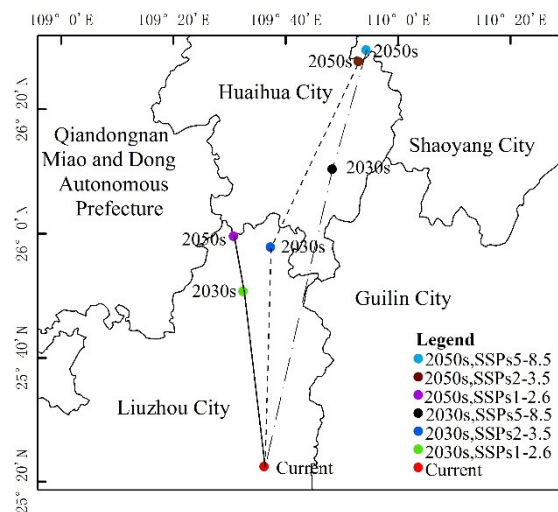 109° 0′ E
109° 20′ E
109° 40′ E
110° 0′ E
110° 20′ E
2050s
2050s
Huaihua City
26° 20′ N
Qiandongnan
Miao and Dong
Autonomous
Prefecture
Shaoyang City
2030s
26° 0′ N
2050s
2030s
2030s
Guilin City
25° 40′ N
Liuzhou City
Legend
2050s,SSPs5-8.5
2050s,SSPs2-3.5
2050s,SSPs1-2.6
2030s,SSPs5-8.5
2030s,SSPs2-3.5
2030s,SSPs1-2.6
Current
Current
25° 20′ N